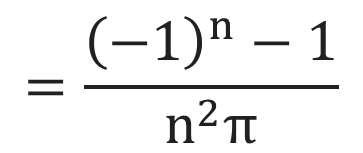 = ((-1)ⁿ − 1) / (n²π)